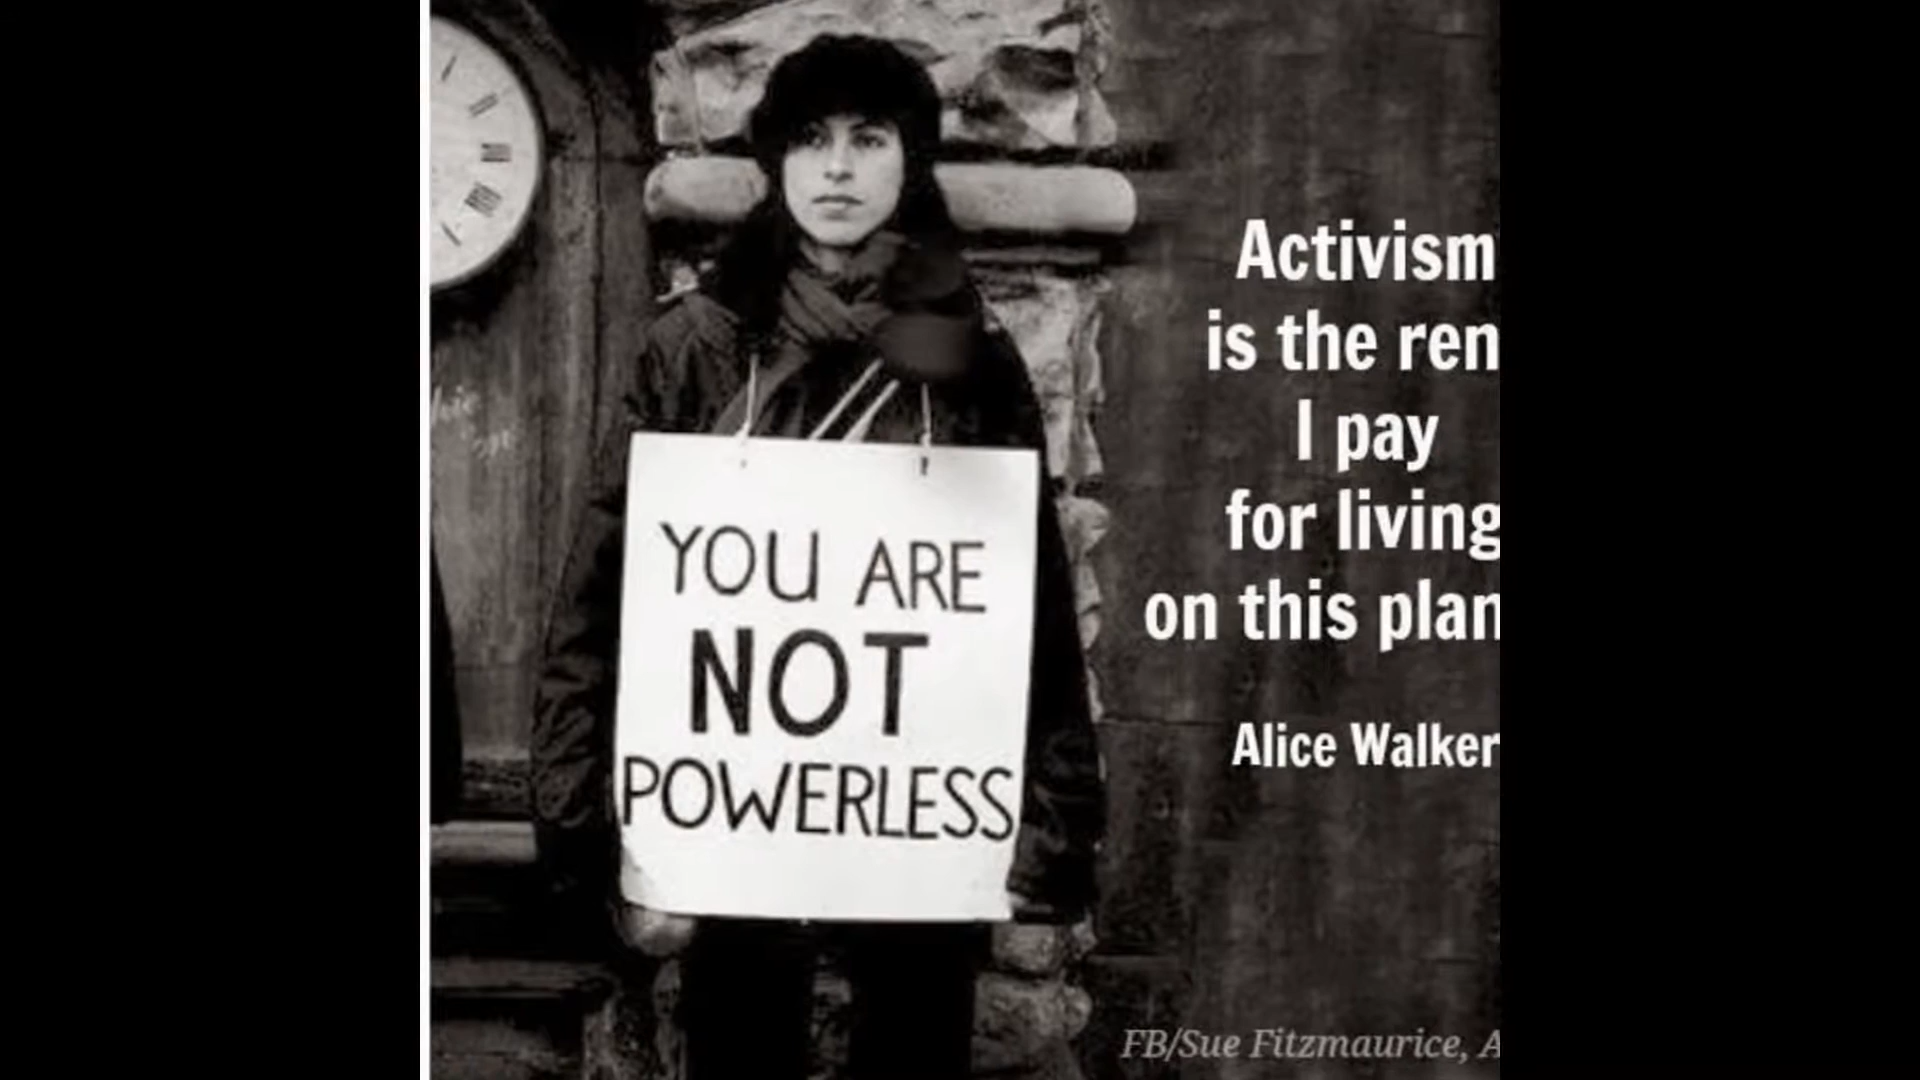 YOU ARE
NOT
POWERLESS
Activism
is the ren
I pay
for living
on this plan
Alice Walker
FB/Sue Fitzmaurice, A